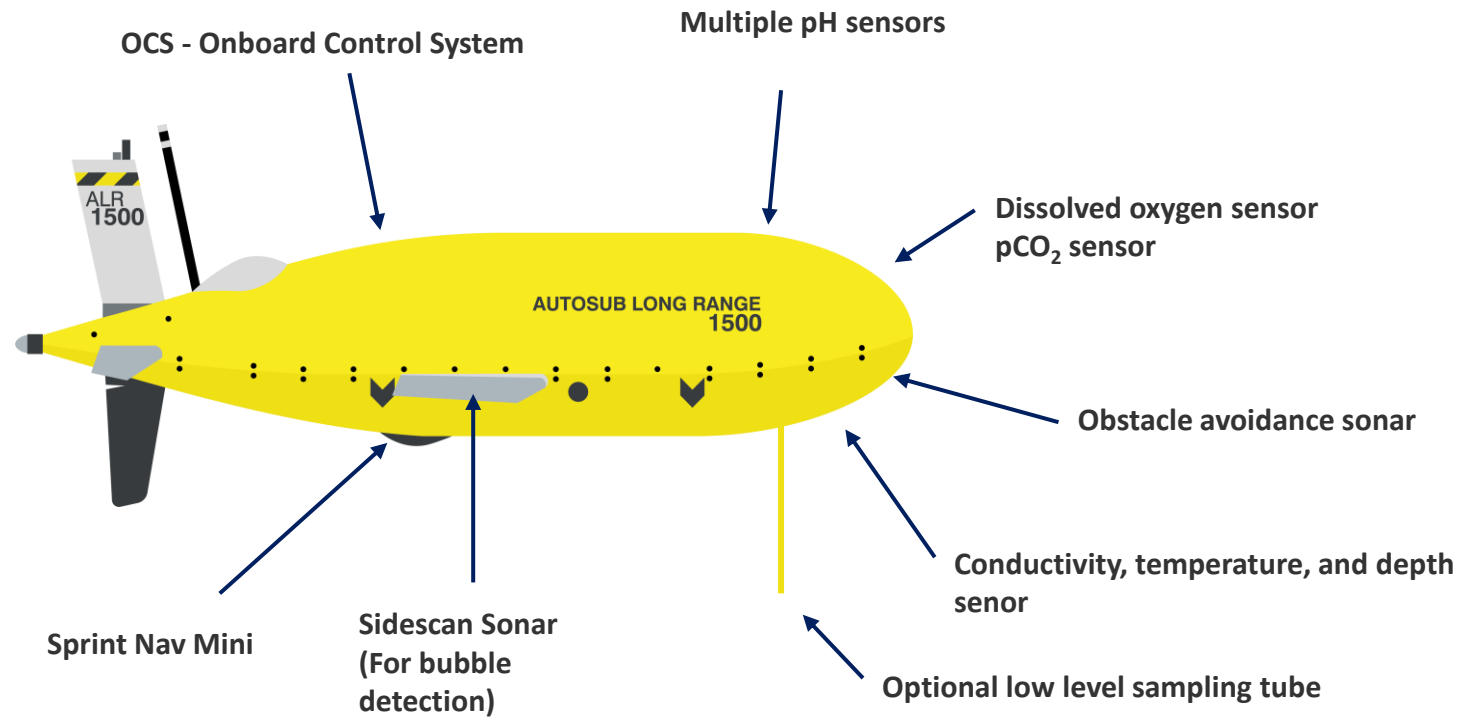 Multiple pH sensors
OCS - Onboard Control System
ALR
1500
Dissolved oxygen sensor
pCO₂ sensor
AUTOSUB LONG RANGE
1500
Obstacle avoidance sonar
Conductivity, temperature, and depth
senor
Sprint Nav Mini
Sidescan Sonar
(For bubble
detection)
Optional low level sampling tube